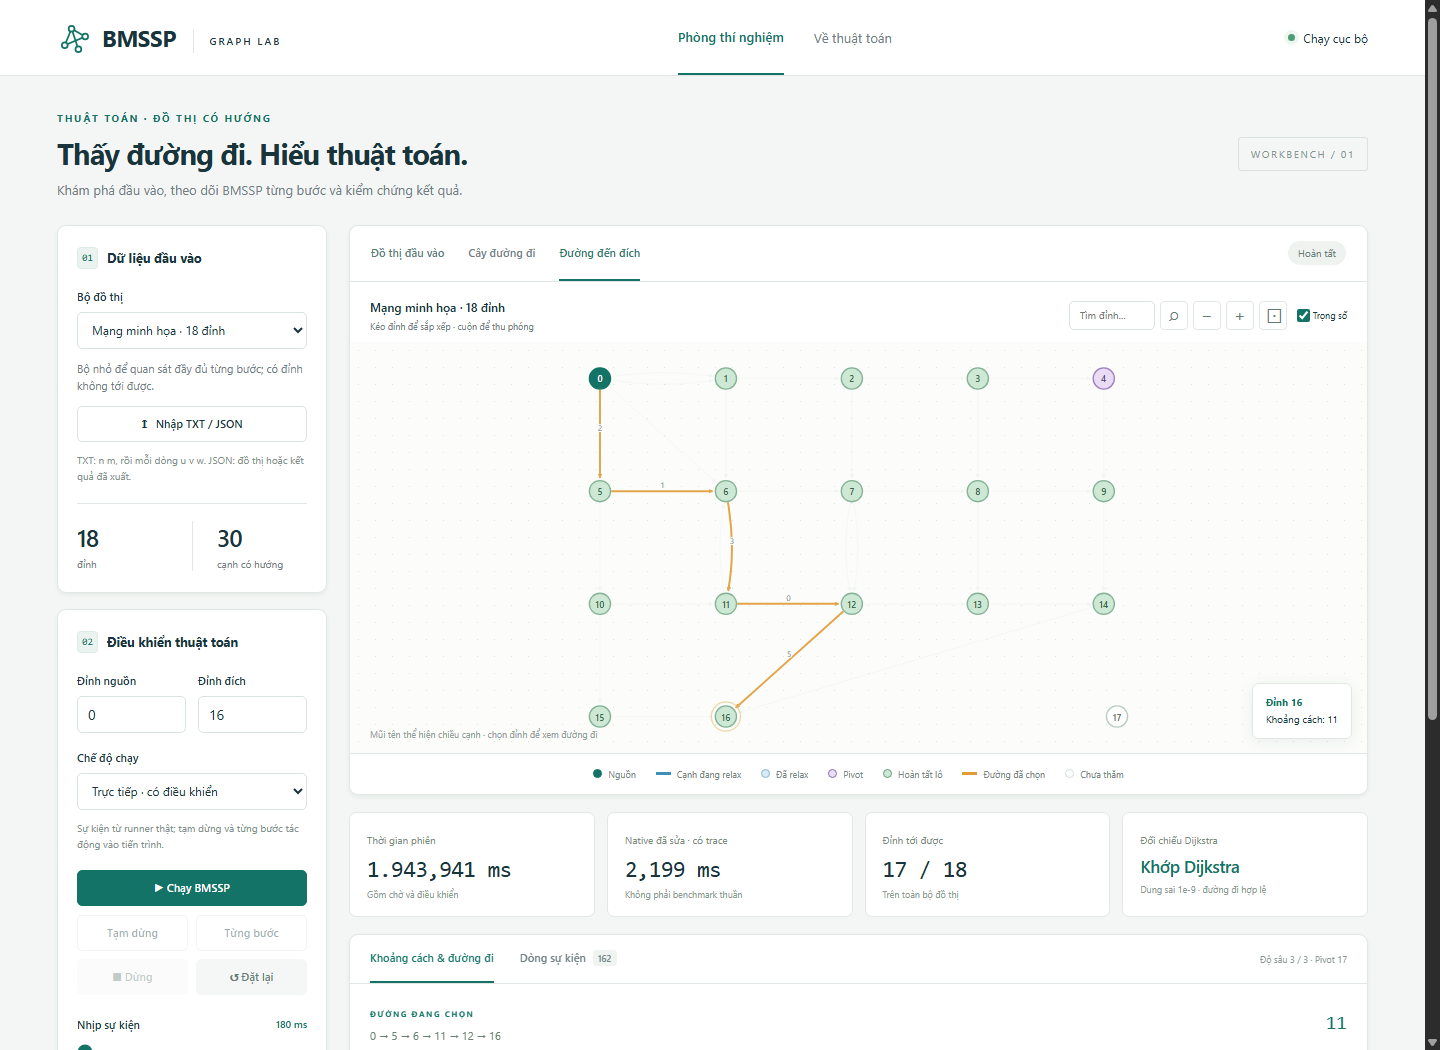 BMSSP
GRAPH LAB
Phòng thí nghiệm
Về thuật toán
Chạy cục bộ
THUẬT TOÁN · ĐỒ THỊ CÓ HƯỚNG
Thấy đường đi. Hiểu thuật toán.
WORKBENCH / 01
Khám phá đầu vào, theo dõi BMSSP từng bước và kiểm chứng kết quả.
01
Dữ liệu đầu vào
Bộ đồ thị
Mạng minh họa · 18 đỉnh
Bộ nhỏ để quan sát đầy đủ từng bước; có đỉnh
không tới được.
↥ Nhập TXT / JSON
TXT: n m, rồi mỗi dòng u v w. JSON: đồ thị hoặc kết
quả đã xuất.
18
đỉnh
30
cạnh có hướng
02
Điều khiển thuật toán
Đỉnh nguồn
Đỉnh đích
0
16
Chế độ chạy
Trực tiếp · có điều khiển
Sự kiện từ runner thật; tạm dừng và từng bước tác
động vào tiến trình.
▶ Chạy BMSSP
Tạm dừng
Từng bước
■ Dừng
↺ Đặt lại
Nhịp sự kiện
180 ms
Đồ thị đầu vào
Cây đường đi
Đường đến đích
Hoàn tất
Mạng minh họa · 18 đỉnh
Kéo đỉnh để sắp xếp · cuộn để thu phóng
Tìm đỉnh...
−
+
Trọng số
0
1
2
3
4
2
5
1
6
7
8
9
3
10
11
0
12
13
14
5
15
16
17
Đỉnh 16
Khoảng cách: 11
Mũi tên thể hiện chiều cạnh · chọn đỉnh để xem đường đi
Nguồn
Cạnh đang relax
Đã relax
Pivot
Hoàn tất lô
Đường đã chọn
Chưa thăm
Thời gian phiên
1.943,941 ms
Gồm chờ và điều khiển
Native đã sửa · có trace
2,199 ms
Không phải benchmark thuần
Đỉnh tới được
17 / 18
Trên toàn bộ đồ thị
Đối chiếu Dijkstra
Khớp Dijkstra
Dung sai 1e-9 · đường đi hợp lệ
Khoảng cách & đường đi
Dòng sự kiện
162
Độ sâu 3 / 3 · Pivot 17
ĐƯỜNG ĐANG CHỌN
0 → 5 → 6 → 11 → 12 → 16
11